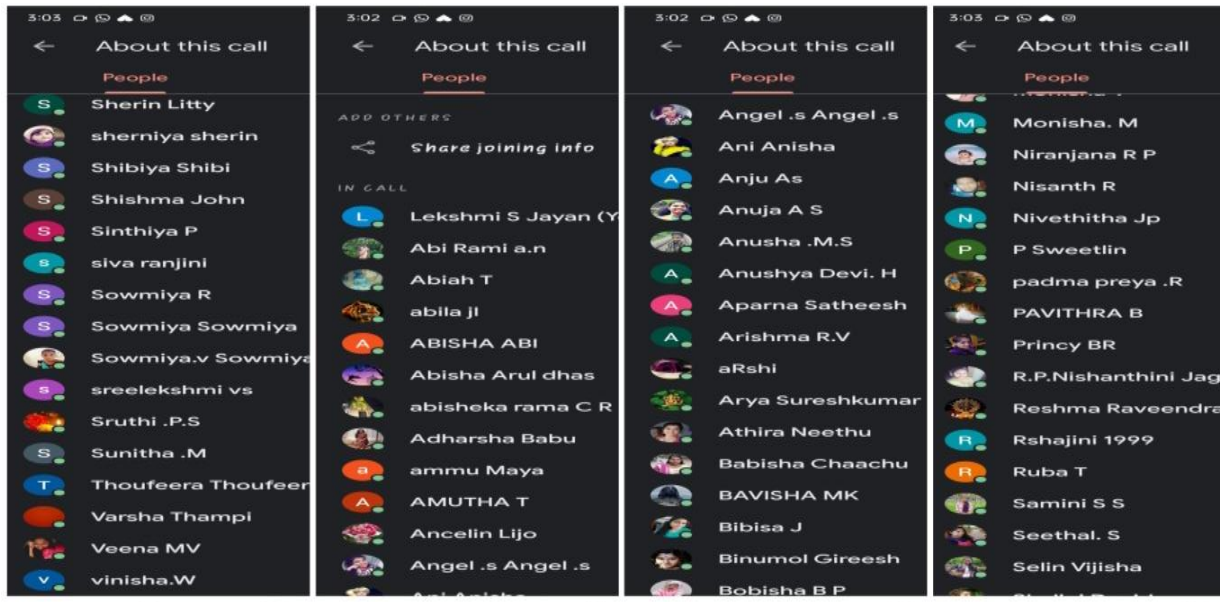 3:03
About this call
People
Sherin Litty
sherniya sherin
Shibiya Shibi
Shishma John
Sinthiya P
siva ranjini
Sowmiya R
Sowmiya Sowmiya
Sowmiya.v Sowmiya
sreelekshmi vs
Sruthi .P.S
Sunitha .M
Thoufeera Thoufeer
Varsha Thampi
Veena MV
vinisha.W
3:02
About this call
People
ADD OTHERS
Share joining info
IN CALL
Lekshmi S Jayan (Y
Abi Rami a.n
Abiah T
abila jl
ABISHA ABI
Abisha Arul dhas
abisheka rama C R
Adharsha Babu
ammu Maya
AMUTHA T
Ancelin Lijo
Angel .s Angel .s
3:02
About this call
People
Angel .s Angel .s
Ani Anisha
Anju As
Anuja A S
Anusha .M.S
Anushya Devi. H
Aparna Satheesh
Arishma R.V
aRshi
Arya Sureshkumar
Athira Neethu
Babisha Chaachu
BAVISHA MK
Bibisa J
Binumol Gireesh
Bobisha B P
3:03
About this call
People
Monisha. M
Niranjana R P
Nisanth R
Nivethitha Jp
P Sweetlin
padma preya .R
PAVITHRA B
Princy BR
R.P.Nishanthini Jag
Reshma Raveendra
Rshajini 1999
Ruba T
Samini S S
Seethal. S
Selin Vijisha